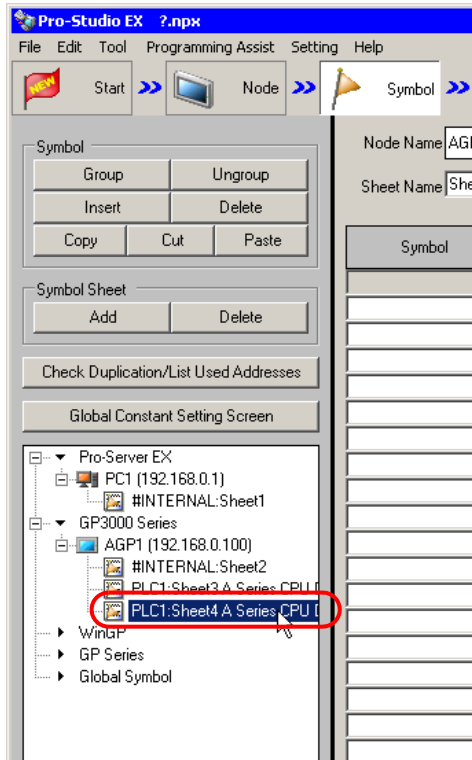 Pro-Studio EX ?.npx
File Edit Tool Programming Assist Setting Help
NEW Start Node Symbol
Symbol
Group Ungroup
Insert Delete
Copy Cut Paste
Symbol Sheet
Add Delete
Check Duplication/List Used Addresses
Global Constant Setting Screen
Node Name AG
Sheet Name She
Symbol
Pro-Server EX
PC1 (192.168.0.1)
#INTERNAL:Sheet1
GP3000 Series
AGP1 (192.168.0.100)
#INTERNAL:Sheet2
PLC1:Sheet3 A Series CPU
PLC1:Sheet4 A Series CPU
WinGP
GP Series
Global Symbol